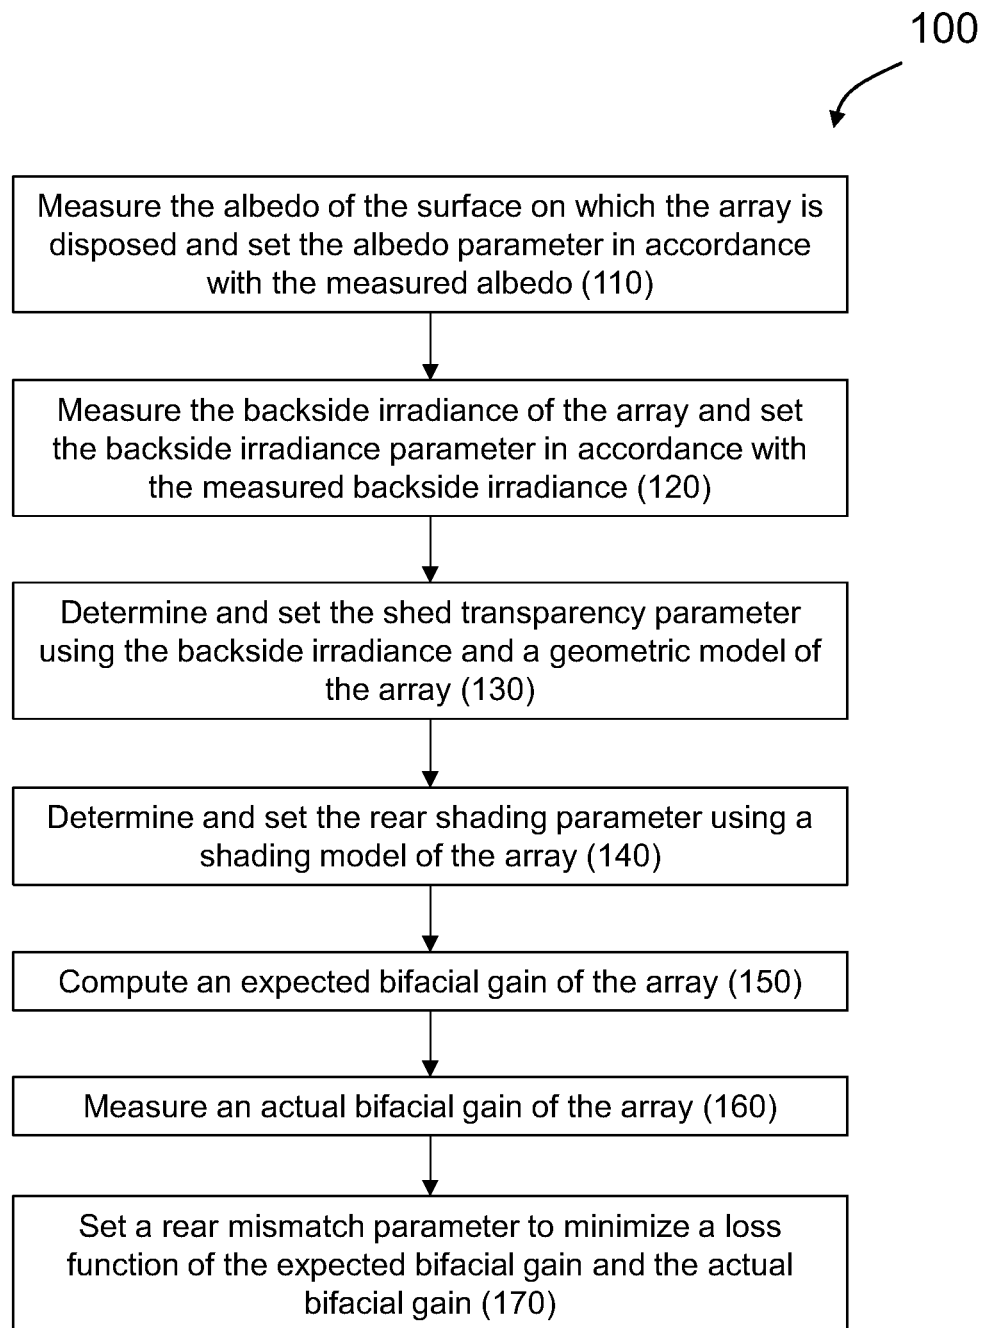 100
Measure the albedo of the surface on which the array is
disposed and set the albedo parameter in accordance
with the measured albedo (110)
Measure the backside irradiance of the array and set
the backside irradiance parameter in accordance with
the measured backside irradiance (120)
Determine and set the shed transparency parameter
using the backside irradiance and a geometric model of
the array (130)
Determine and set the rear shading parameter using a
shading model of the array (140)
Compute an expected bifacial gain of the array (150)
Measure an actual bifacial gain of the array (160)
Set a rear mismatch parameter to minimize a loss
function of the expected bifacial gain and the actual
bifacial gain (170)